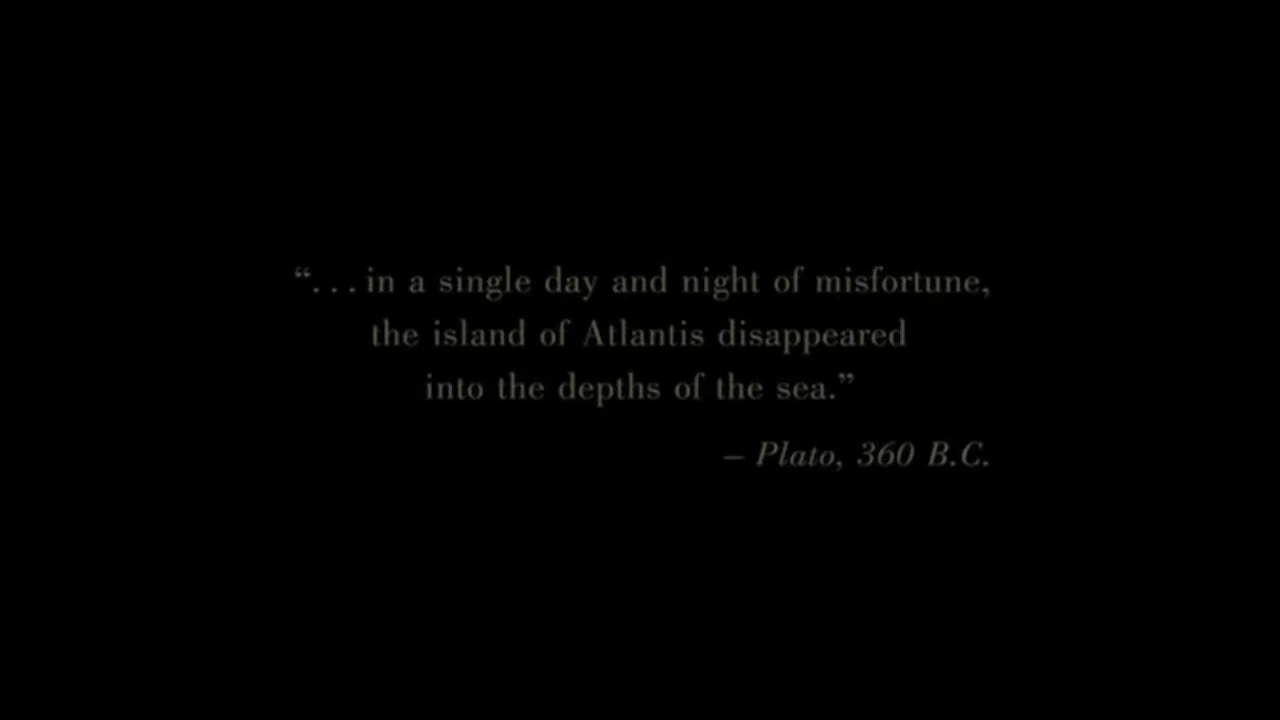 “. . . in a single day and night of misfortune,
the island of Atlantis disappeared
into the depths of the sea.”
– Plato, 360 B.C.